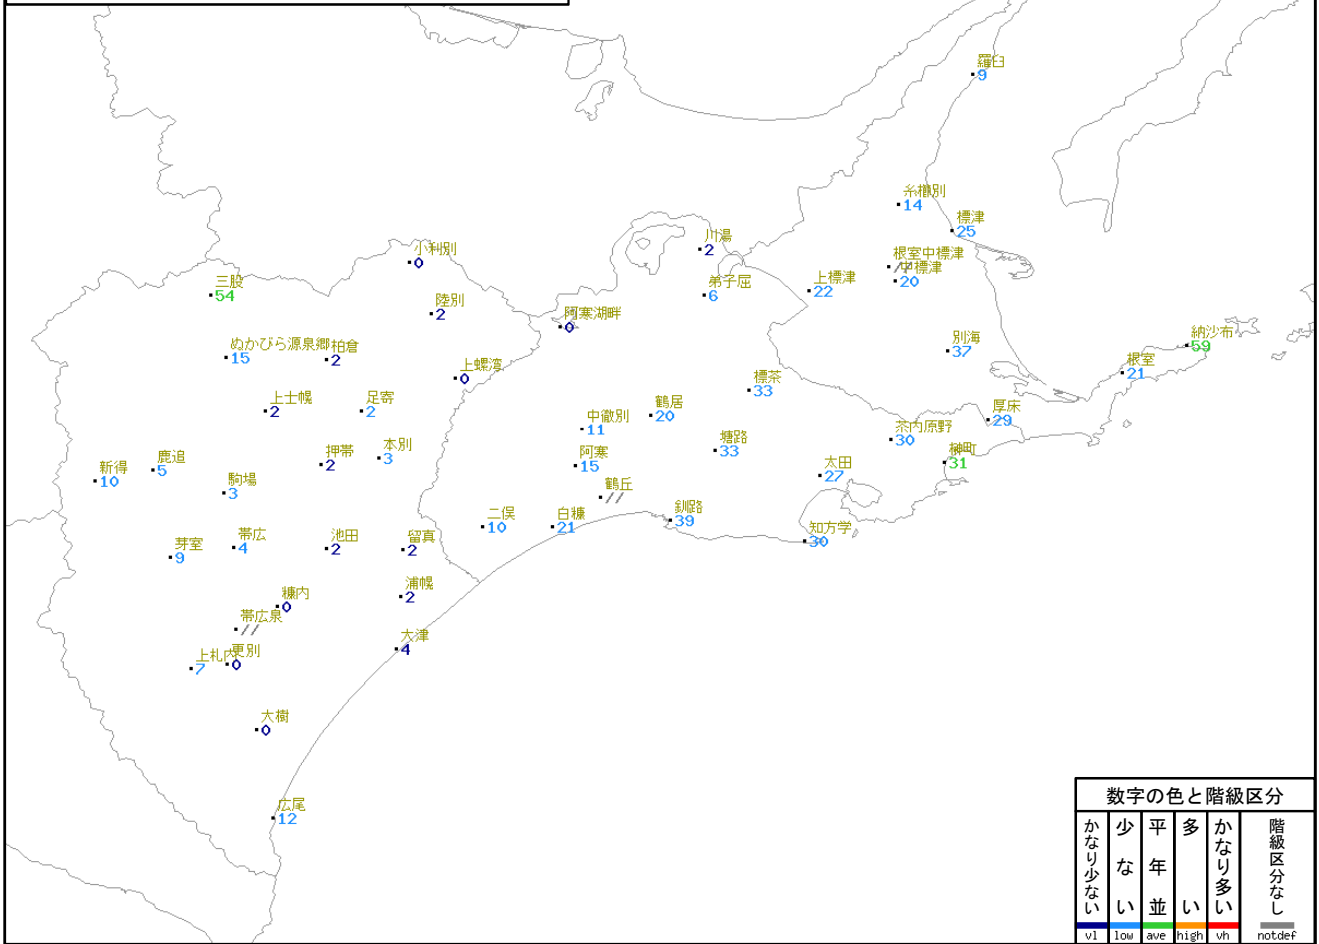 羅臼
9
糸櫛別
14
標津
25
川湯
2
小利別
0
根室中標津
//
中標津
20
三股
54
弟子屈
6
上標津
22
陸別
2
阿寒湖畔
0
納沙布
59
ぬかびら源泉郷
15
柏倉
2
別海
37
根室
21
上螺湾
0
標茶
33
上士幌
2
足寄
2
鶴居
20
厚床
29
中徹別
11
茶内原野
30
塘路
33
本別
3
押帯
2
榊町
31
鹿追
5
新得
10
阿寒
15
太田
27
駒場
3
鶴丘
//
二俣
10
白糠
21
釧路
39
知方学
30
帯広
4
芽室
9
池田
2
留真
2
浦幌
2
糠内
0
帯広泉
//
大津
4
上札内
7
更別
0
大樹
0
広尾
12
数字の色と階級区分
かなり少ない
少ない
平年並
多い
かなり多い
階級区分なし
vl
low
ave
high
vh
notdef